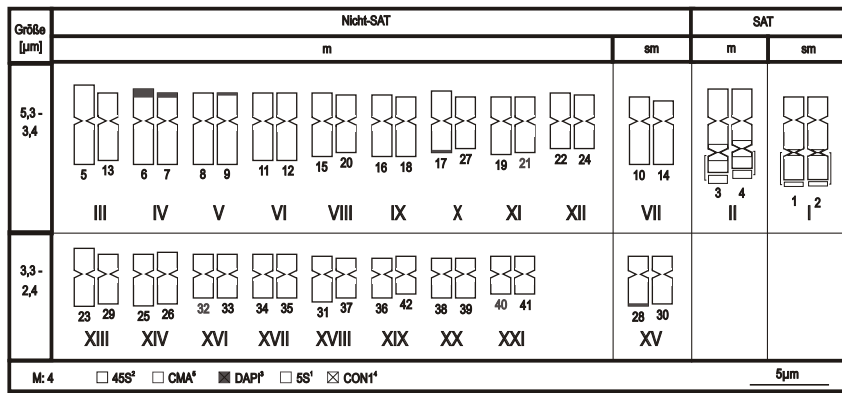 Größe [µm] Nicht-SAT SAT
m sm m sm
5,3 - 3,4
5 13 6 7 8 9 11 12 15 20 16 18 17 27 19 21 22 24 10 14 3 4 1 2
III IV V VI VIII IX X XI XII VII II I
3,3 - 2,4
23 29 25 26 32 33 34 35 31 37 36 42 38 39 40 41 28 30
XIII XIV XVI XVII XVIII XIX XX XXI XV
M: 4 45S² CMA⁵ DAPI³ 5S¹ CON1⁴ 5µm